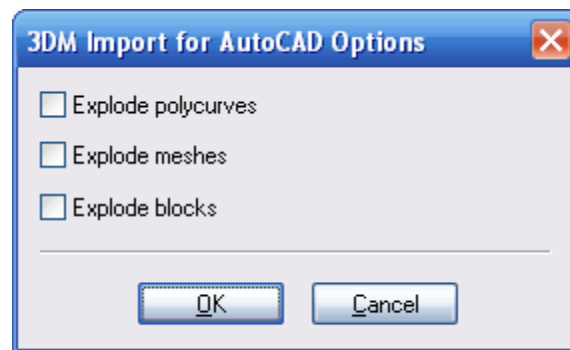 3DM Import for AutoCAD Options
Explode polycurves
Explode meshes
Explode blocks
OK Cancel